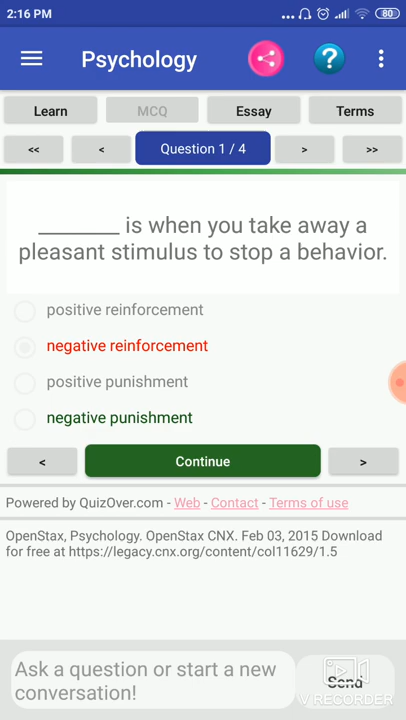 2:16 PM ... 80
Psychology ?
Learn MCQ Essay Terms
<< < Question 1 / 4 > >>
________ is when you take away a
pleasant stimulus to stop a behavior.
positive reinforcement
negative reinforcement
positive punishment
negative punishment
< Continue >
Powered by QuizOver.com - Web - Contact - Terms of use
OpenStax, Psychology. OpenStax CNX. Feb 03, 2015 Download
for free at https://legacy.cnx.org/content/col11629/1.5
Ask a question or start a new
conversation!
Send
V RECORDER